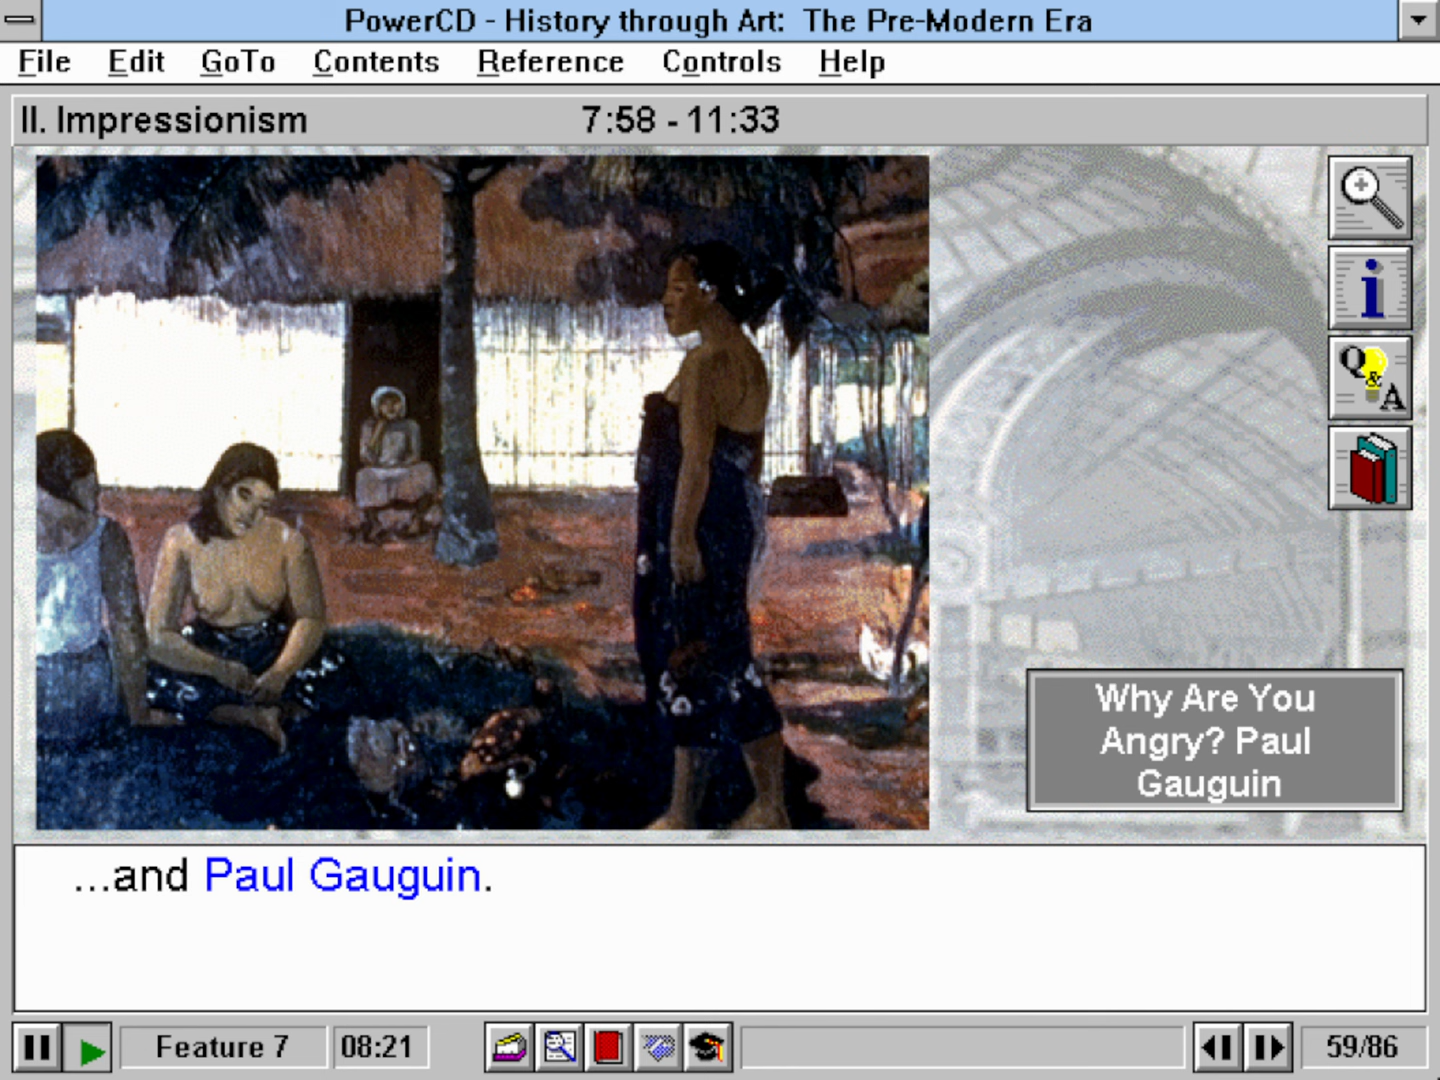 PowerCD - History through Art:  The Pre-Modern Era
File Edit GoTo Contents Reference Controls Help
II. Impressionism 7:58 - 11:33
Q & A
Why Are You
Angry? Paul
Gauguin
...and Paul Gauguin.
Feature 7 08:21 59/86